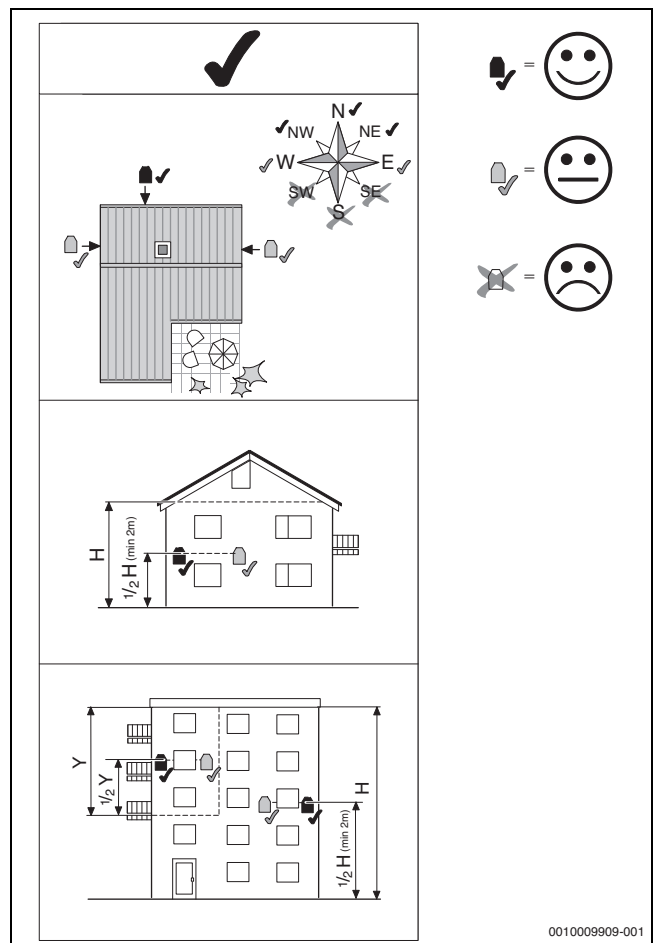 N
NW
NE
W
E
SW
SE
S
=
=
=
H
1/2 H (min 2m)
Y
1/2 Y
H
1/2 H (min 2m)
0010009909-001